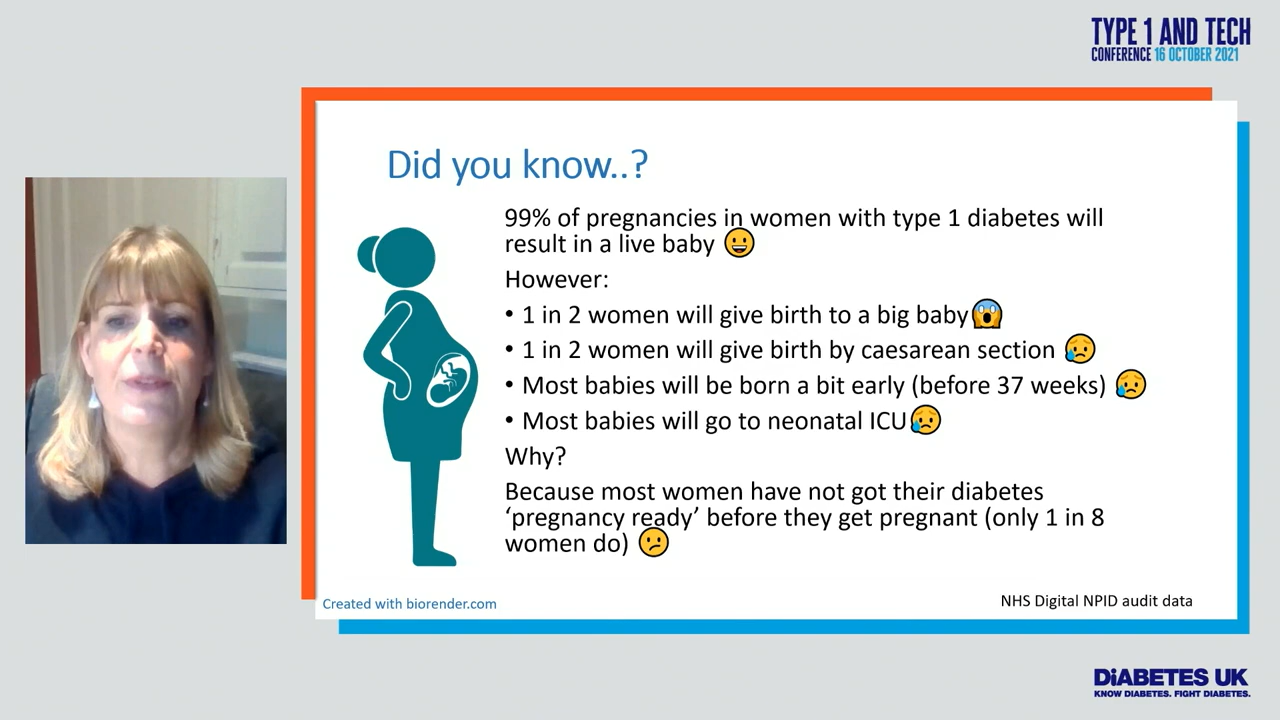 TYPE 1 AND TECH
CONFERENCE 16 OCTOBER 2021
Did you know..?
99% of pregnancies in women with type 1 diabetes will
result in a live baby 😀
However:
• 1 in 2 women will give birth to a big baby😱
• 1 in 2 women will give birth by caesarean section 😥
• Most babies will be born a bit early (before 37 weeks) 😥
• Most babies will go to neonatal ICU😥
Why?
Because most women have not got their diabetes
‘pregnancy ready’ before they get pregnant (only 1 in 8
women do) 😕
Created with biorender.com
NHS Digital NPID audit data
DiABETES UK
KNOW DIABETES. FIGHT DIABETES.